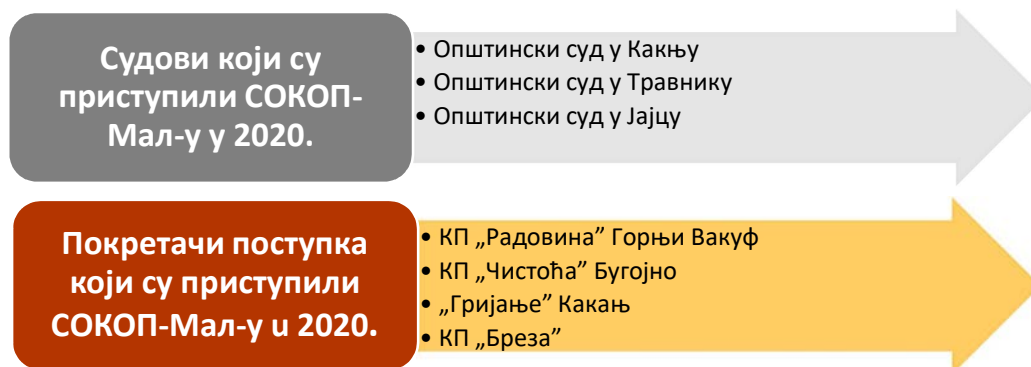 Судови који су
приступили СОКОП-
Мал-у у 2020.
• Општински суд у Какњу
• Општински суд у Травнику
• Општински суд у Јајцу
Покретачи поступка
који су приступили
СОКОП-Мал-у u 2020.
• КП „Радовина” Горњи Вакуф
• КП „Чистоћа” Бугојно
• „Гријање” Какањ
• КП „Бреза”